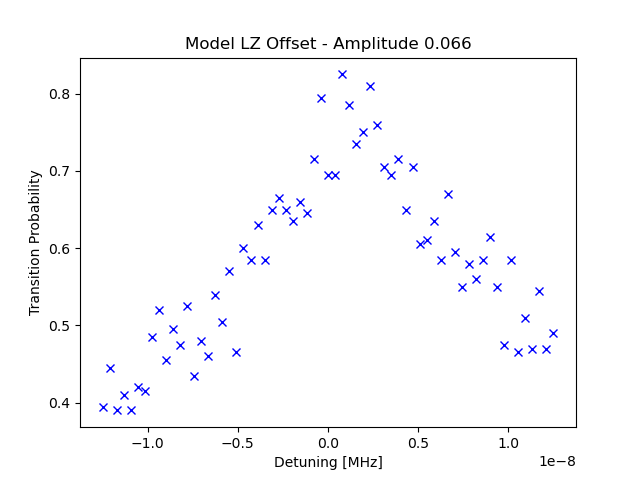 Model LZ Offset - Amplitude 0.066
Transition Probability
0.8
0.7
0.6
0.5
0.4
−1.0 −0.5 0.0 0.5 1.0
1e−8
Detuning [MHz]